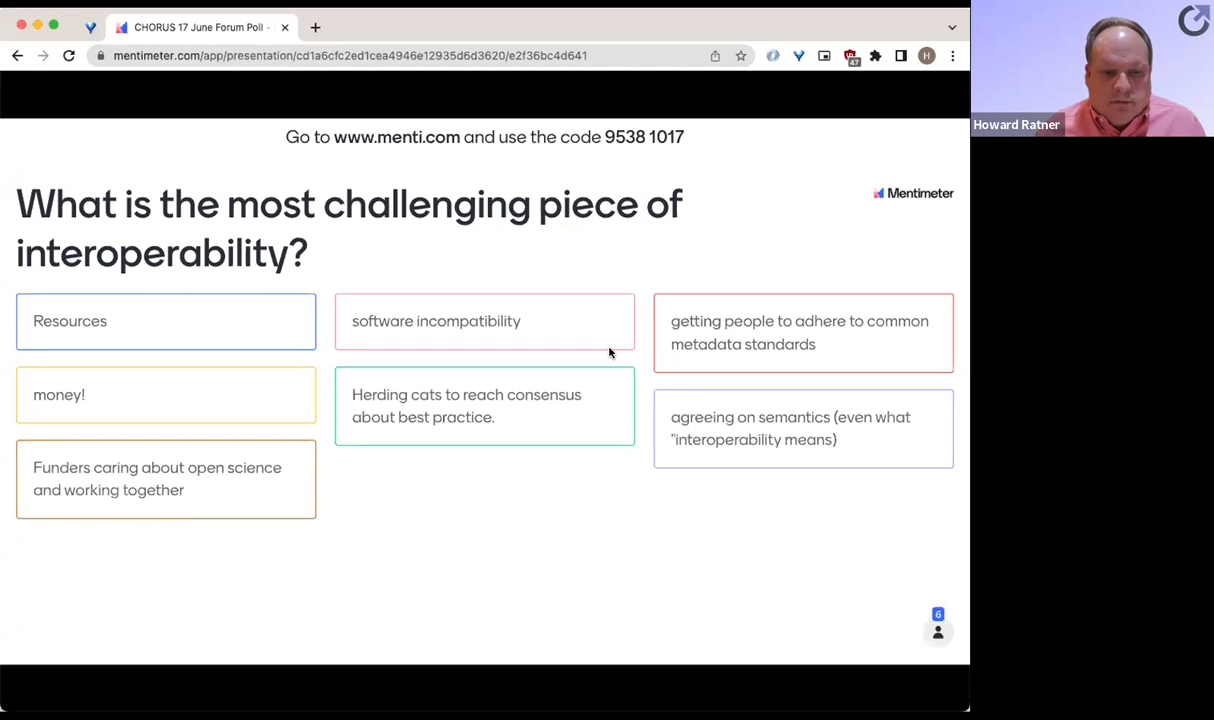 CHORUS 17 June Forum Poll -
mentimeter.com/app/presentation/cd1a6cfc2ed1cea4946e12935d6d3620/e2f36bc4d641
47
H
Howard Ratner
Go to www.menti.com and use the code 9538 1017
What is the most challenging piece of
interoperability?
Mentimeter
Resources
software incompatibility
getting people to adhere to common
metadata standards
money!
Herding cats to reach consensus
about best practice.
agreeing on semantics (even what
"interoperability means)
Funders caring about open science
and working together
6